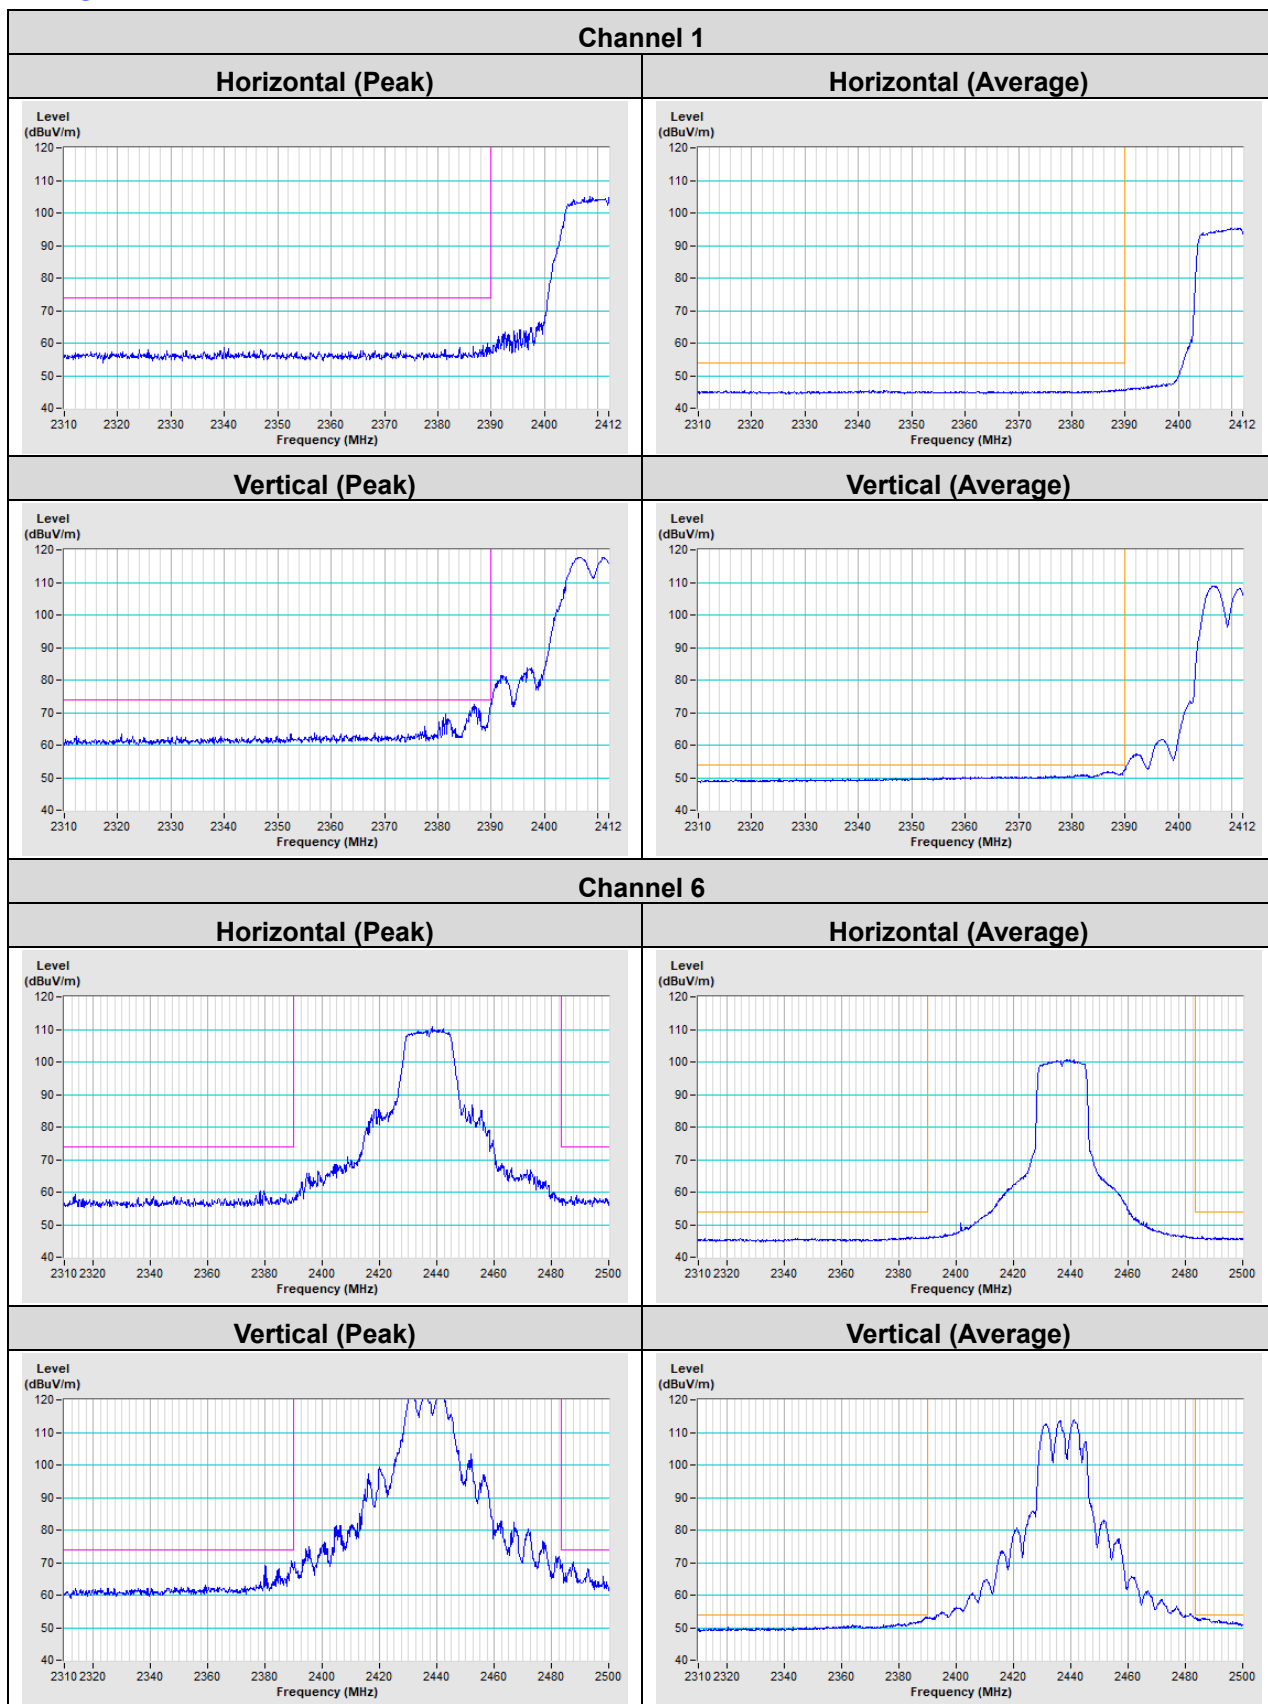 Channel 1
Horizontal (Peak) Horizontal (Average)
Level Level
(dBuV/m) (dBuV/m)
120 120
110 110
100 100
90 90
80 80
70 70
60 60
50 50
40 40
2310 2320 2330 2340 2350 2360 2370 2380 2390 2400 2412 2310 2320 2330 2340 2350 2360 2370 2380 2390 2400 2412
Frequency (MHz) Frequency (MHz)
Vertical (Peak) Vertical (Average)
Level Level
(dBuV/m) (dBuV/m)
120 120
110 110
100 100
90 90
80 80
70 70
60 60
50 50
40 40
2310 2320 2330 2340 2350 2360 2370 2380 2390 2400 2412 2310 2320 2330 2340 2350 2360 2370 2380 2390 2400 2412
Frequency (MHz) Frequency (MHz)
Channel 6
Horizontal (Peak) Horizontal (Average)
Level Level
(dBuV/m) (dBuV/m)
120 120
110 110
100 100
90 90
80 80
70 70
60 60
50 50
40 40
2310 2320 2340 2360 2380 2400 2420 2440 2460 2480 2500 2310 2320 2340 2360 2380 2400 2420 2440 2460 2480 2500
Frequency (MHz) Frequency (MHz)
Vertical (Peak) Vertical (Average)
Level Level
(dBuV/m) (dBuV/m)
120 120
110 110
100 100
90 90
80 80
70 70
60 60
50 50
40 40
2310 2320 2340 2360 2380 2400 2420 2440 2460 2480 2500 2310 2320 2340 2360 2380 2400 2420 2440 2460 2480 2500
Frequency (MHz) Frequency (MHz)